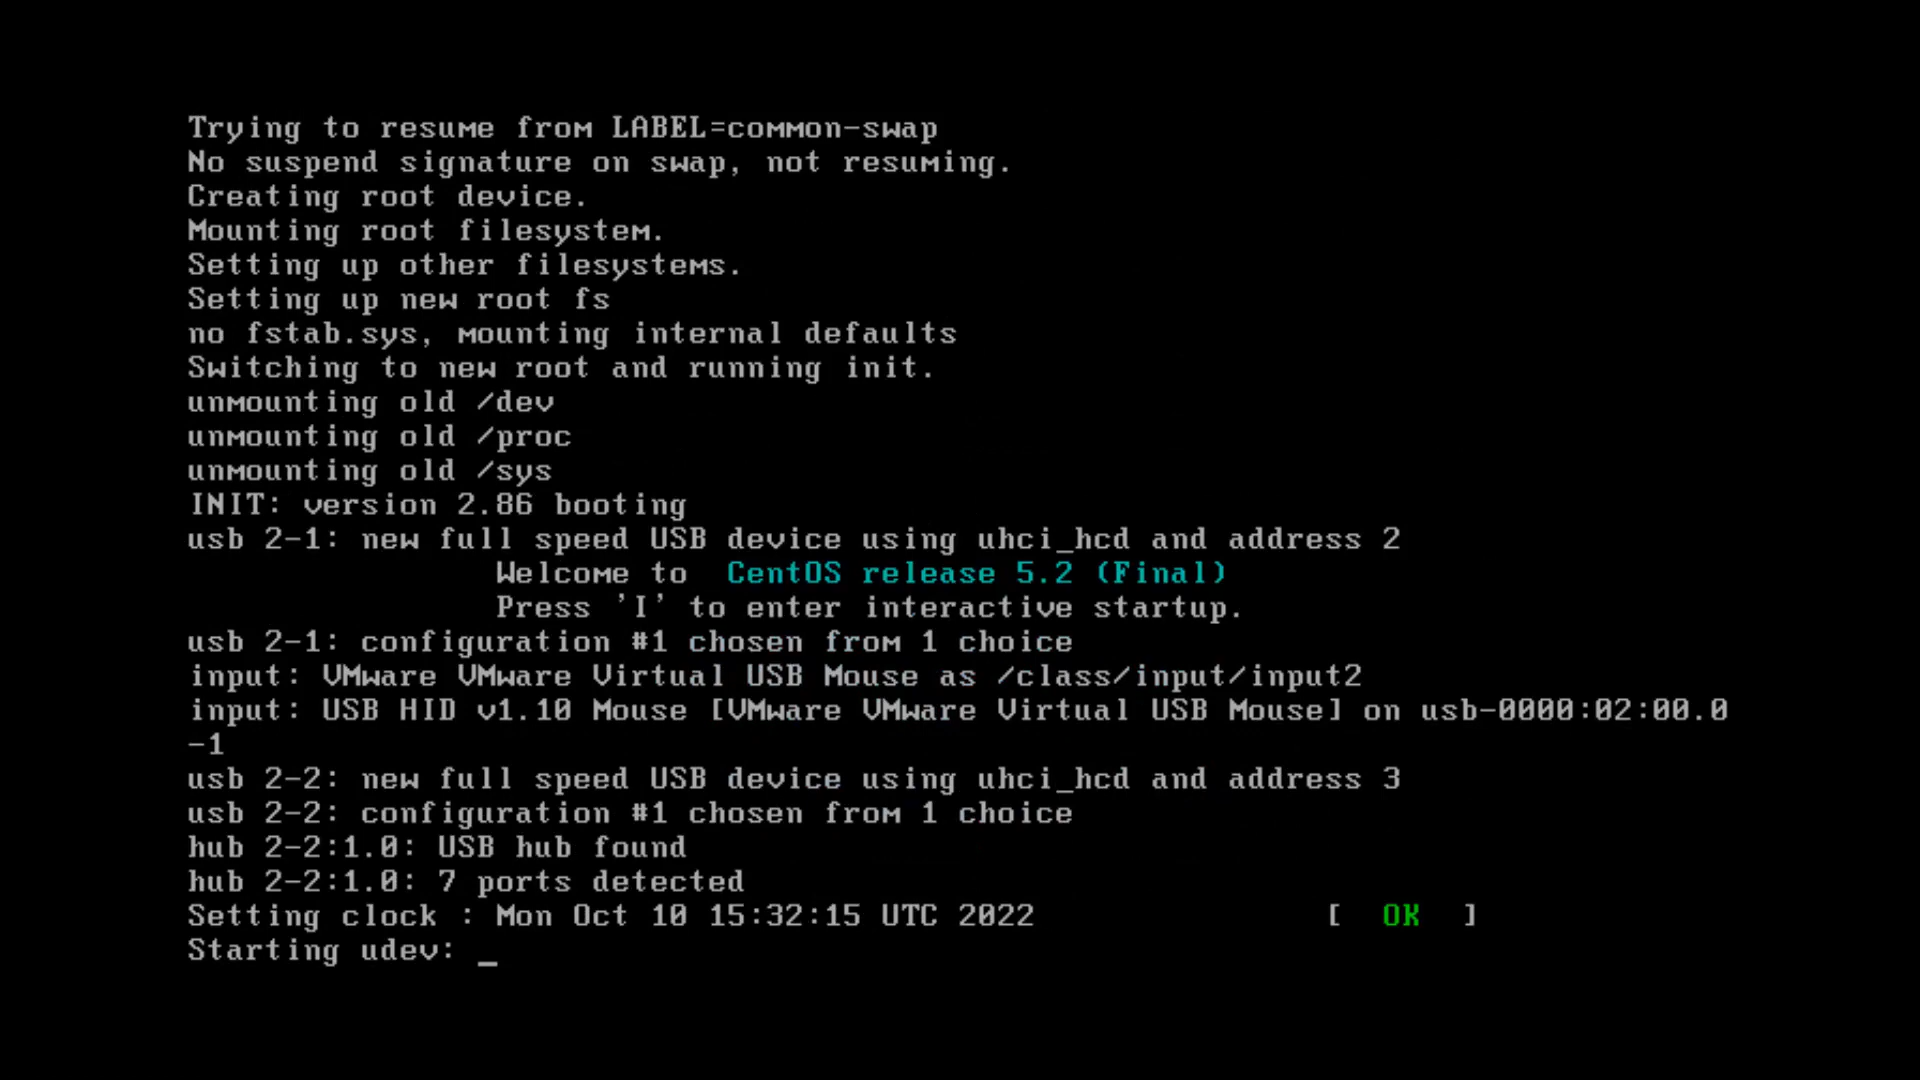 Trying to resume from LABEL=common-swap
No suspend signature on swap, not resuming.
Creating root device.
Mounting root filesystem.
Setting up other filesystems.
Setting up new root fs
no fstab.sys, mounting internal defaults
Switching to new root and running init.
unmounting old /dev
unmounting old /proc
unmounting old /sys
INIT: version 2.86 booting
usb 2-1: new full speed USB device using uhci_hcd and address 2
Welcome to  CentOS release 5.2 (Final)
Press 'I' to enter interactive startup.
usb 2-1: configuration #1 chosen from 1 choice
input: VMware VMware Virtual USB Mouse as /class/input/input2
input: USB HID v1.10 Mouse [VMware VMware Virtual USB Mouse] on usb-0000:02:00.0
-1
usb 2-2: new full speed USB device using uhci_hcd and address 3
usb 2-2: configuration #1 chosen from 1 choice
hub 2-2:1.0: USB hub found
hub 2-2:1.0: 7 ports detected
Setting clock : Mon Oct 10 15:32:15 UTC 2022 [  OK  ]
Starting udev: _